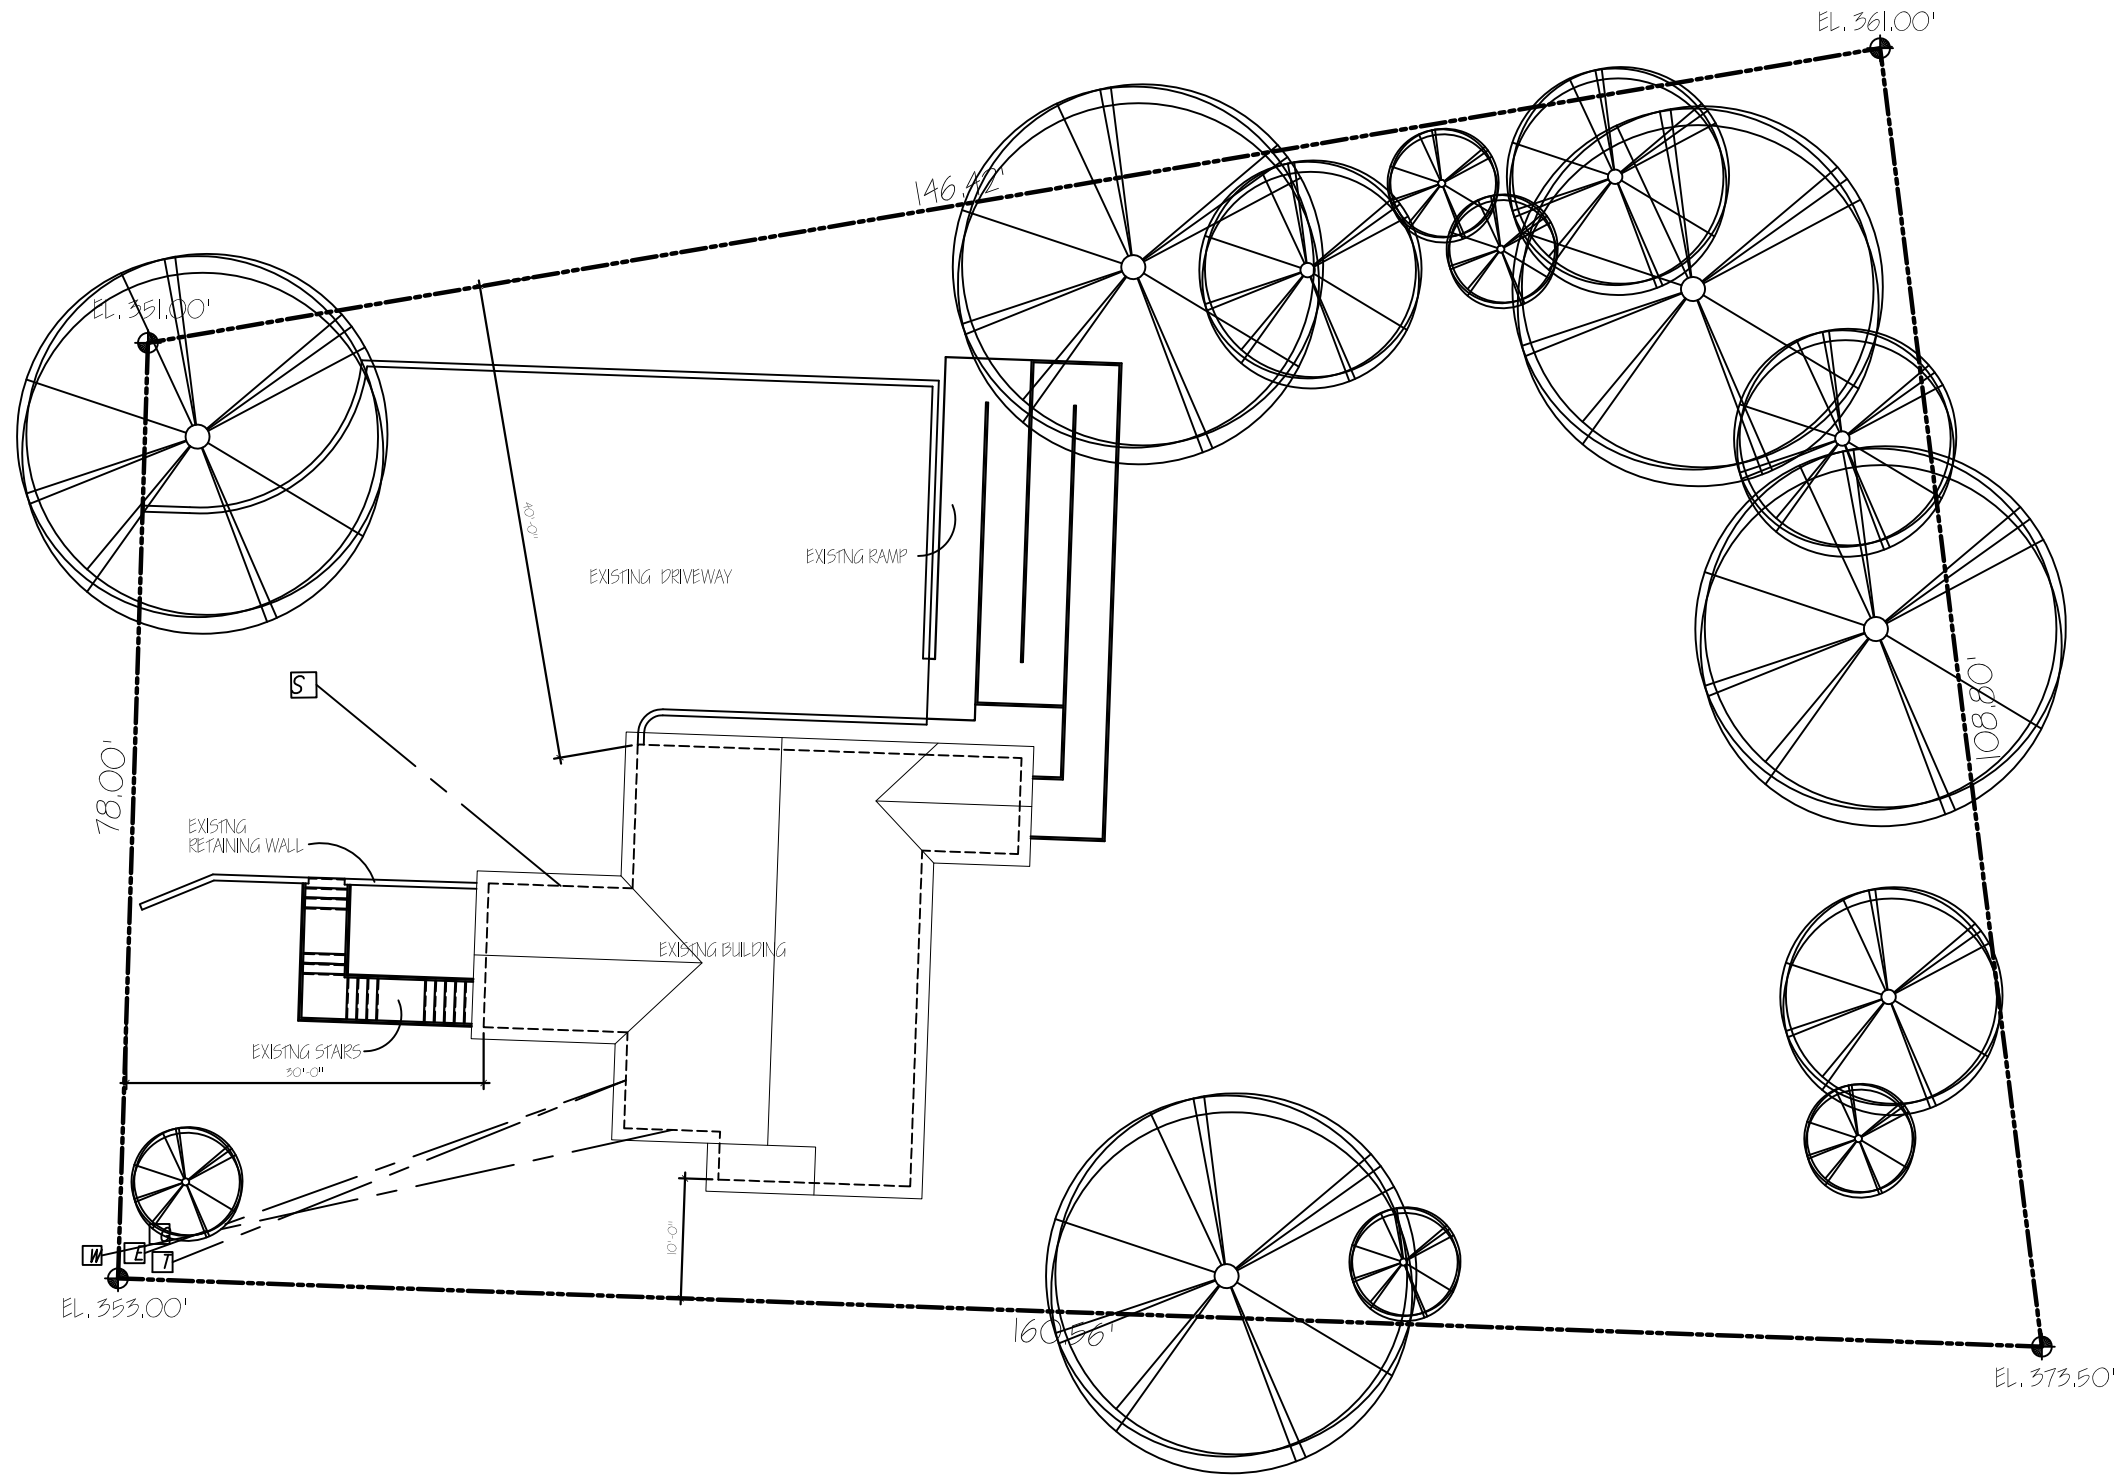 EL. 361.00'
146.42'
EL. 351.00'
40'-0"
EXISTNG RAMP
EXISTING DRIVEWAY
S
108.80'
78.00'
EXISTNG
RETAINING WALL
EXISTNG BUILDING
EXISTNG STAIRS
30'-0"
10'-0"
W
E
T
EL. 353.00'
160.56'
EL. 373.50'